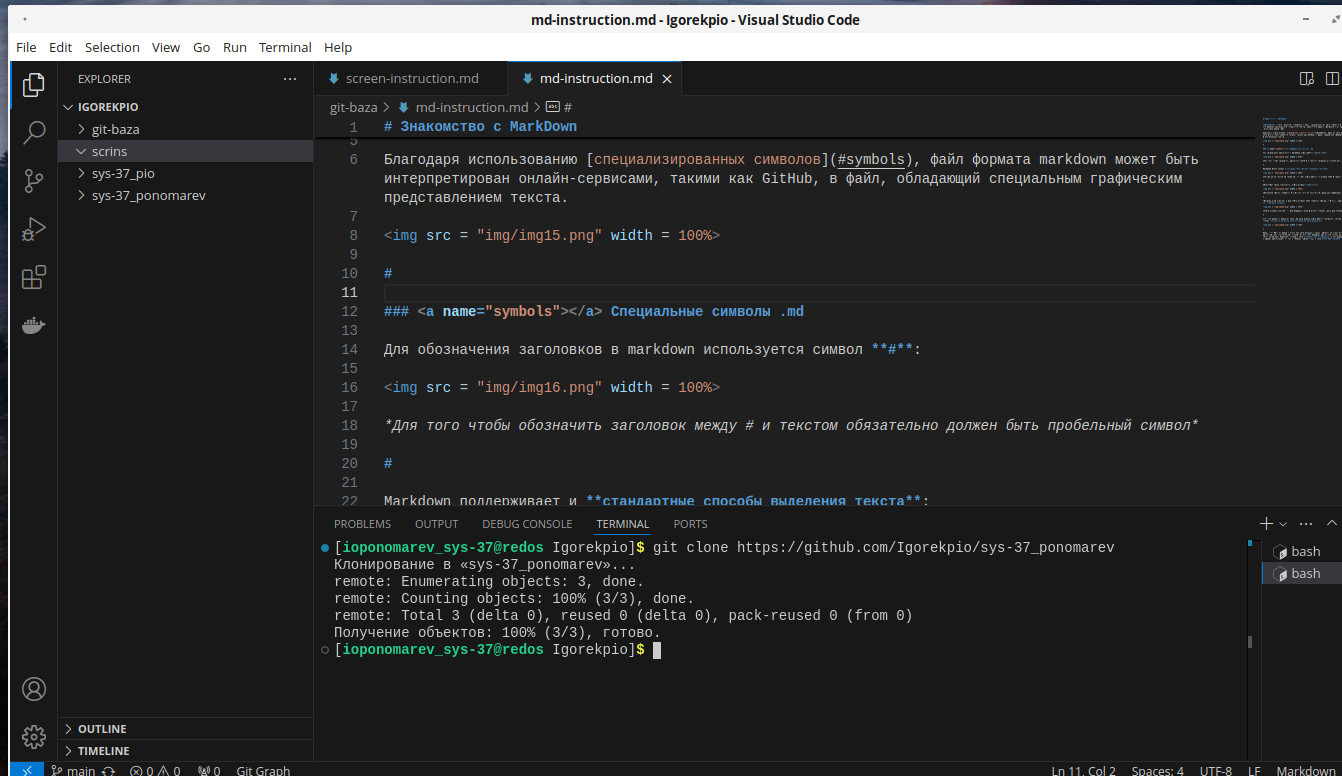 md-instruction.md - Igorekpio - Visual Studio Code
File Edit Selection View Go Run Terminal Help
EXPLORER
IGOREKPIO
git-baza
scrins
sys-37_pio
sys-37_ponomarev
OUTLINE
TIMELINE
screen-instruction.md
md-instruction.md
git-baza > md-instruction.md > abc #
1 # Знакомство с MarkDown
5
6 Благодаря использованию [специализированных символов](#symbols), файл формата markdown может быть
интерпретирован онлайн-сервисами, такими как GitHub, в файл, обладающий специальным графическим
представлением текста.
7
8 <img src = "img/img15.png" width = 100%>
9
10 #
11
12 ### <a name="symbols"></a> Специальные символы .md
13
14 Для обозначения заголовков в markdown используется символ **#**:
15
16 <img src = "img/img16.png" width = 100%>
17
18 *Для того чтобы обозначить заголовок между # и текстом обязательно должен быть пробельный символ*
19
20 #
21
22 Markdown поддерживает и **стандартные способы выделения текста**:
PROBLEMS OUTPUT DEBUG CONSOLE TERMINAL PORTS
[ioponomarev_sys-37@redos Igorekpio]$ git clone https://github.com/Igorekpio/sys-37_ponomarev
Клонирование в «sys-37_ponomarev»...
remote: Enumerating objects: 3, done.
remote: Counting objects: 100% (3/3), done.
remote: Total 3 (delta 0), reused 0 (delta 0), pack-reused 0 (from 0)
Получение объектов: 100% (3/3), готово.
[ioponomarev_sys-37@redos Igorekpio]$
bash
bash
main 0 0 0 Git Graph Ln 11, Col 2 Spaces: 4 UTF-8 LF Markdown